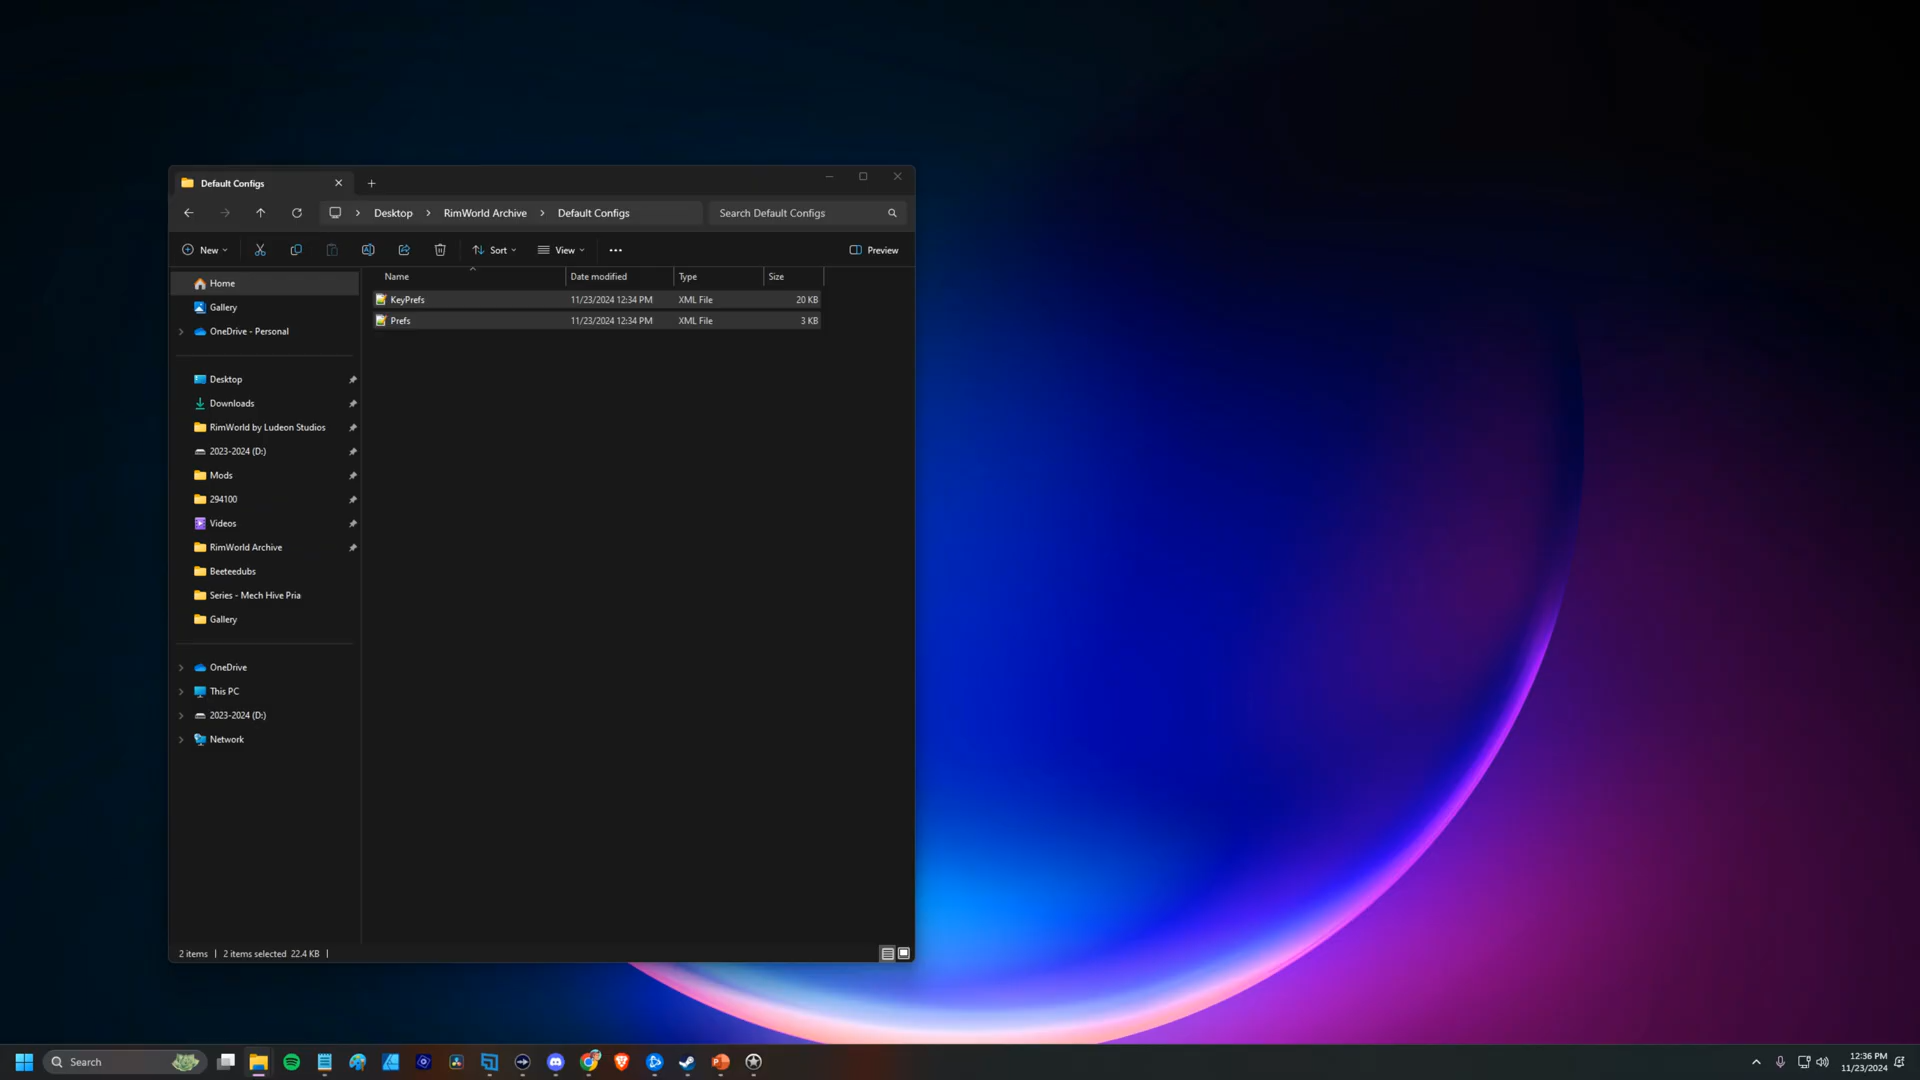 Default Configs
Desktop
RimWorld Archive
Default Configs
Search Default Configs
New
Sort
View
Preview
Name
Date modified
Type
Size
KeyPrefs 11/23/2024 12:34 PM XML File 20 KB
Prefs 11/23/2024 12:34 PM XML File 3 KB
Home
Gallery
OneDrive - Personal
Desktop
Downloads
RimWorld by Ludeon Studios
2023-2024 (D:)
Mods
294100
Videos
RimWorld Archive
Beeteedubs
Series - Mech Hive Pria
Gallery
OneDrive
This PC
2023-2024 (D:)
Network
2 items
2 items selected 22.4 KB
Search
12:36 PM
11/23/2024